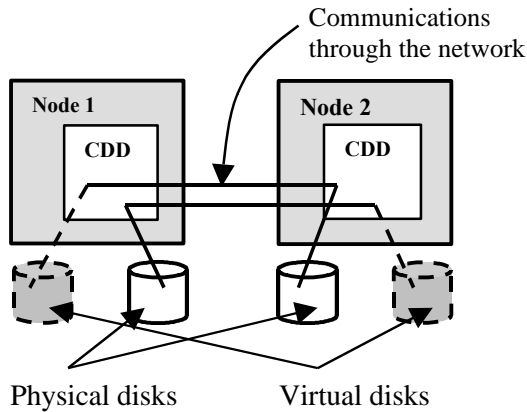 Communications
through the network
Node 1
Node 2
CDD
CDD
Physical disks
Virtual disks